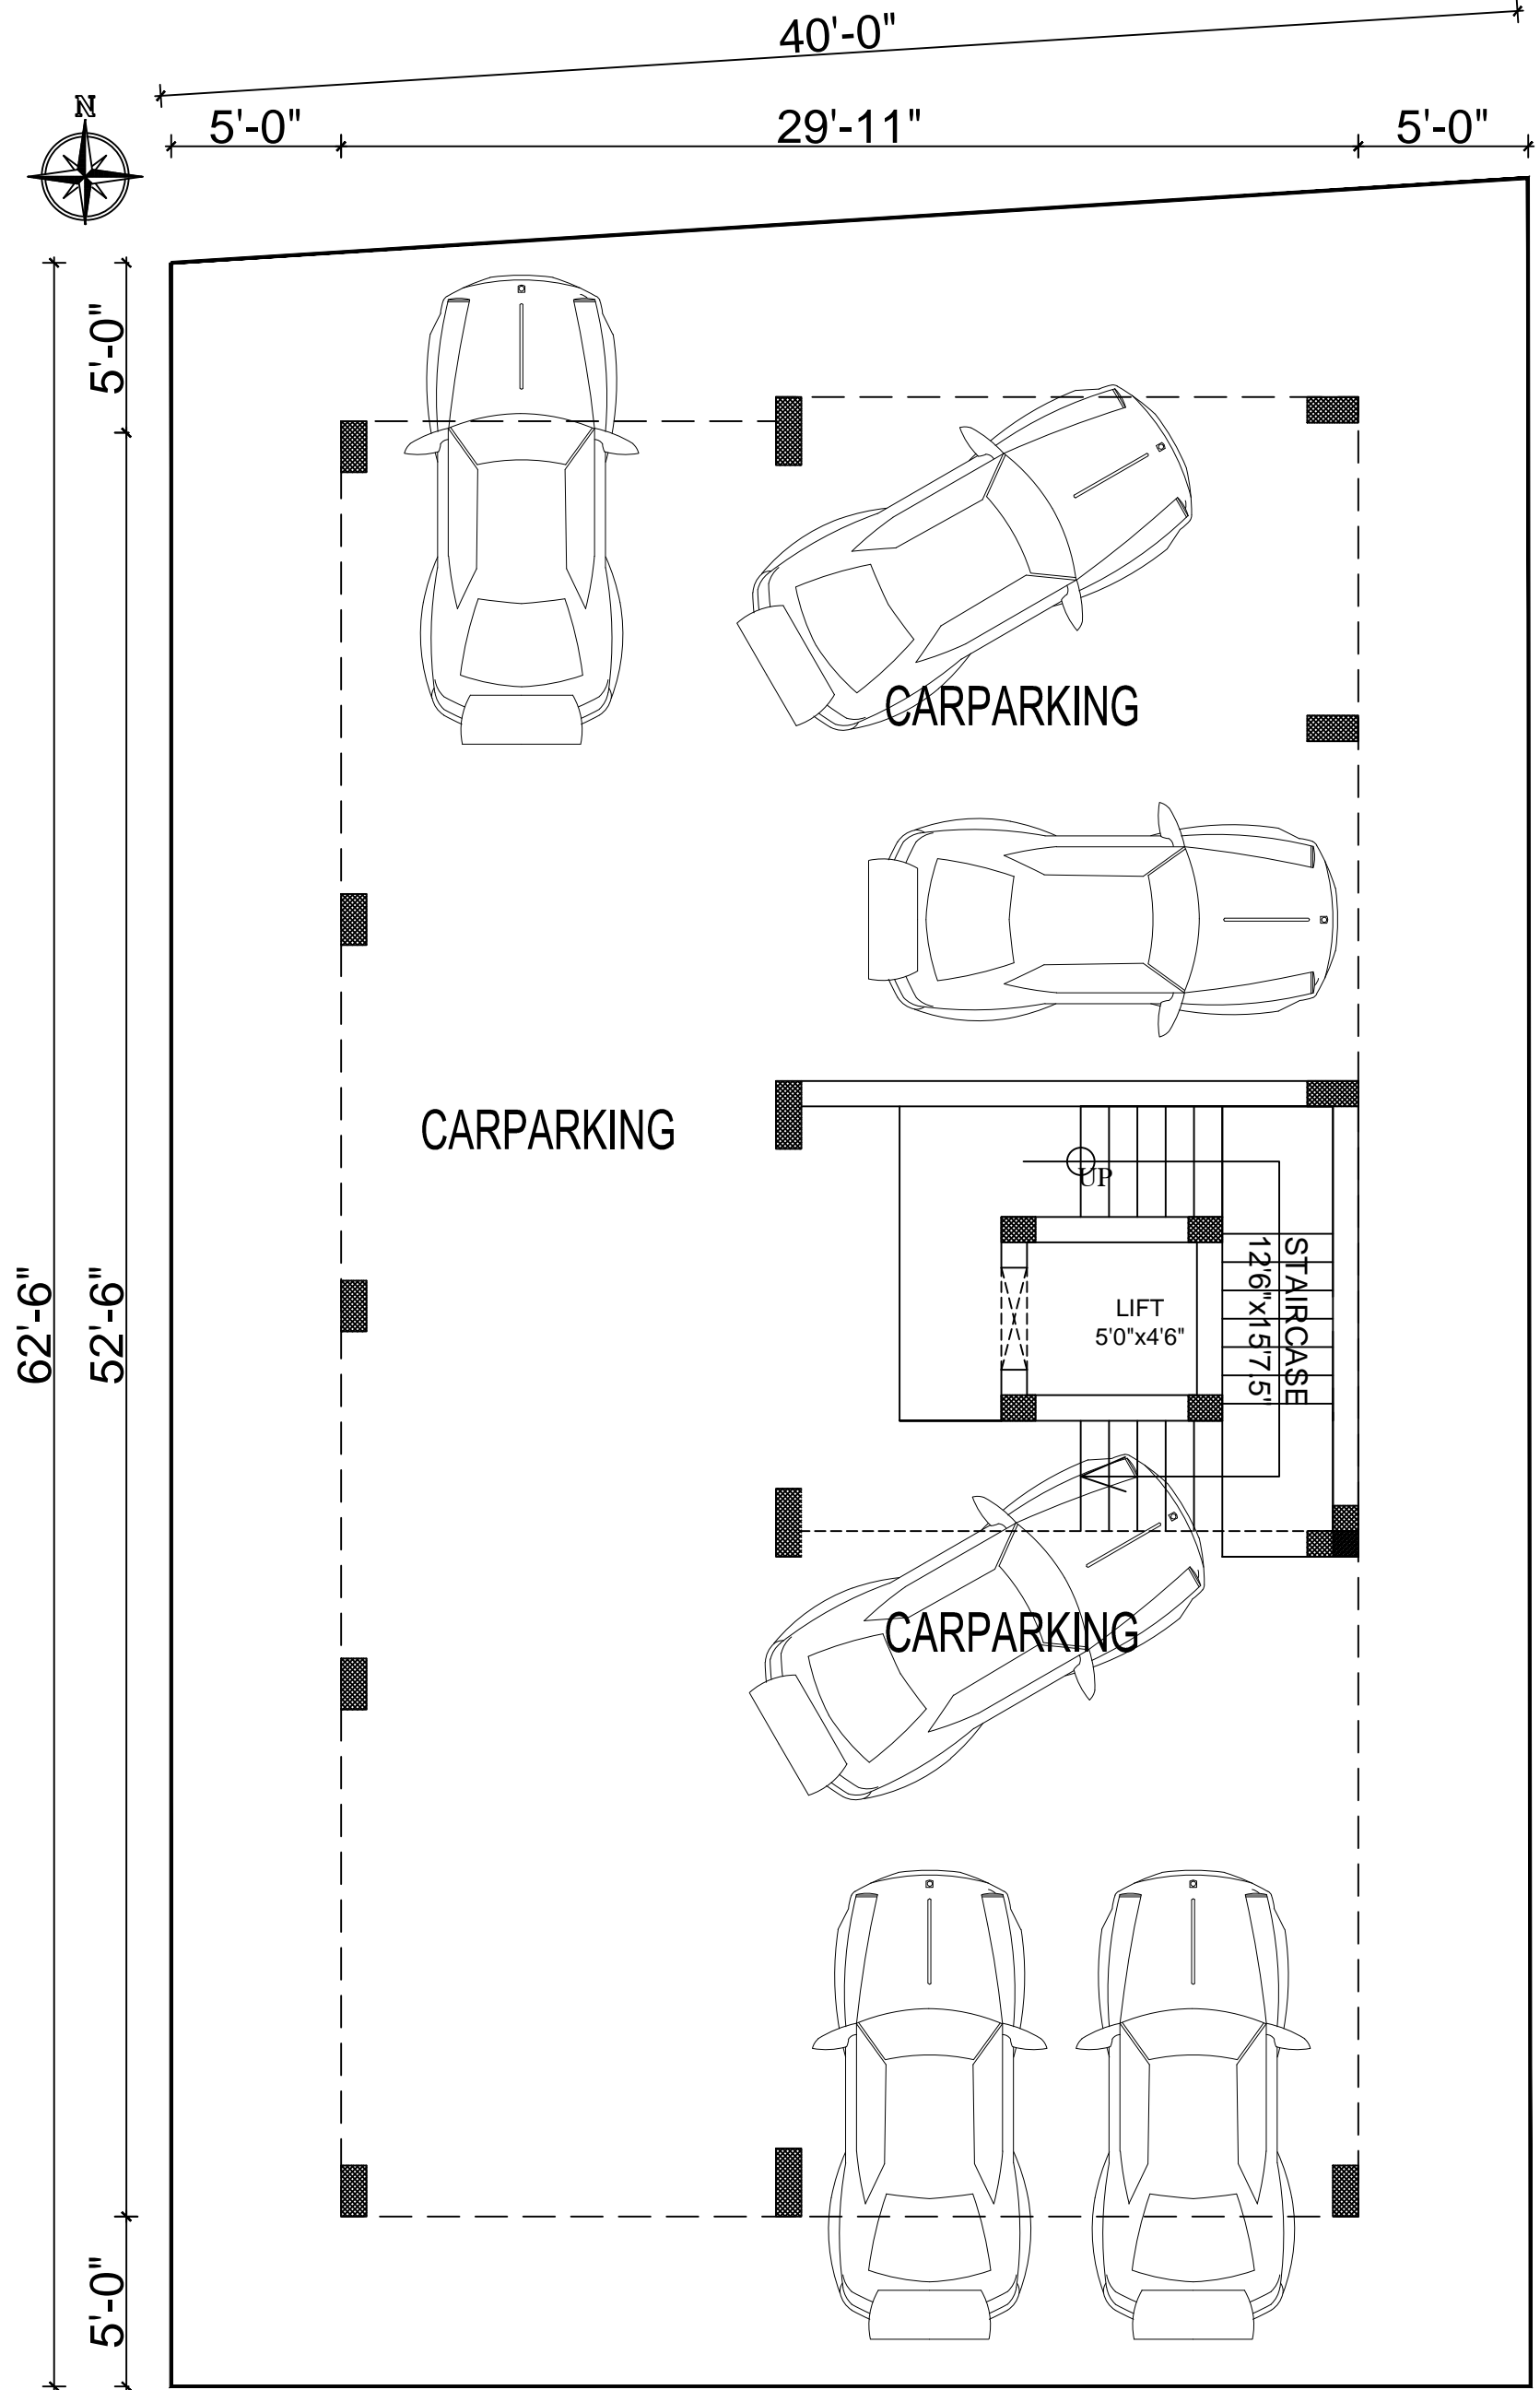 40'-0"
5'-0"
29'-11"
5'-0"
N
5'-0"
CARPARKING
CARPARKING
UP
STAIRCASE
12'6"x15'7.5"
LIFT
5'0"x4'6"
62'-6"
52'-6"
CARPARKING
5'-0"